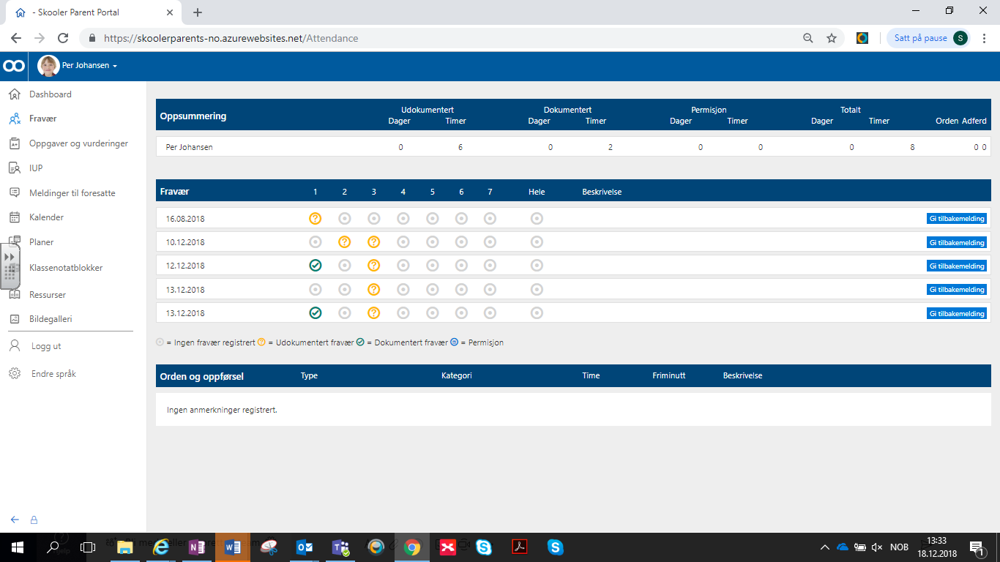 - Skooler Parent Portal
https://skoolerparents-no.azurewebsites.net/Attendance
Satt på pause S
Per Johansen
Dashboard
Fravær
Oppgaver og vurderinger
IUP
Meldinger til foresatte
Kalender
Planer
Klassenotatblokker
Ressurser
Bildegalleri
Logg ut
Endre språk
Udokumentert Dokumentert Permisjon Totalt
Oppsummering Dager Timer Dager Timer Dager Timer Dager Timer Orden Adferd
Per Johansen 0 6 0 2 0 0 0 8 0 0
Fravær 1 2 3 4 5 6 7 Hele Beskrivelse
16.08.2018 Gi tilbakemelding
10.12.2018 Gi tilbakemelding
12.12.2018 Gi tilbakemelding
13.12.2018 Gi tilbakemelding
13.12.2018 Gi tilbakemelding
= Ingen fravær registrert = Udokumentert fravær = Dokumentert fravær = Permisjon
Orden og oppførsel Type Kategori Time Friminutt Beskrivelse
Ingen anmerkninger registrert.
NOB
13:33
18.12.2018
1